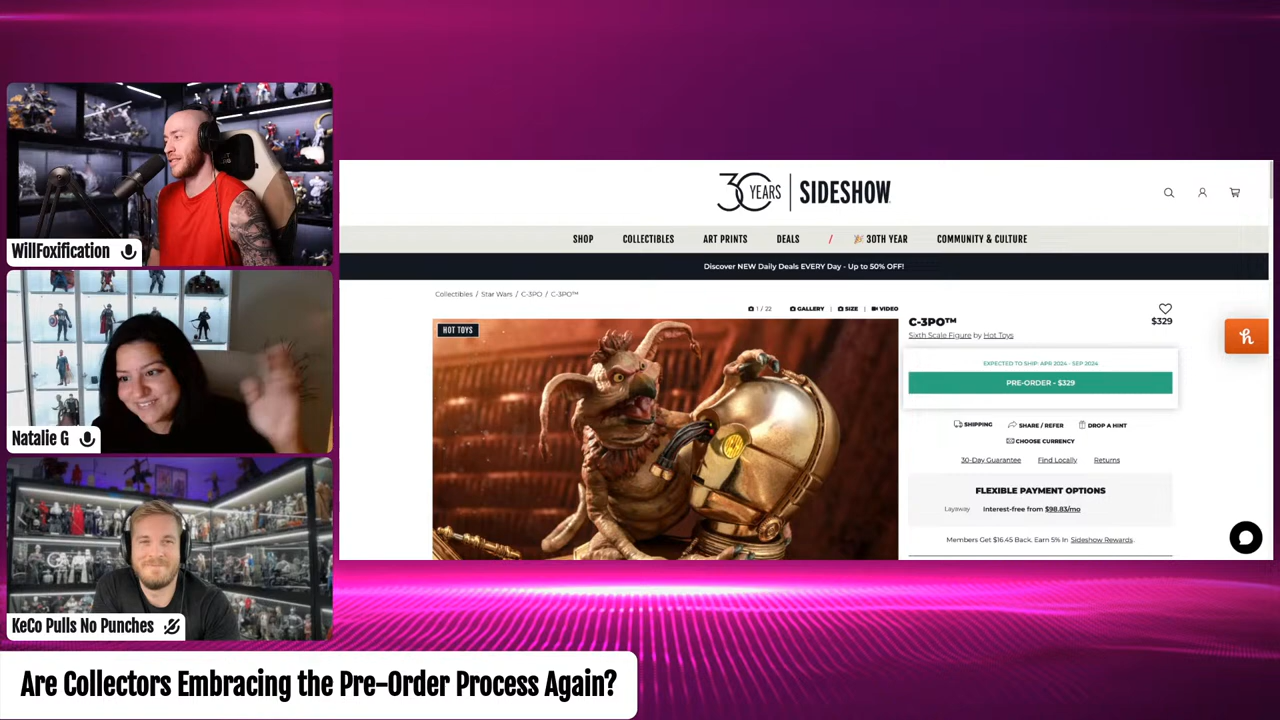 WillFoxification
Natalie G
KeCo Pulls No Punches
Are Collectors Embracing the Pre-Order Process Again?
30 YEARS | SIDESHOW
SHOP COLLECTIBLES ART PRINTS DEALS / 30TH YEAR COMMUNITY & CULTURE
Discover NEW Daily Deals EVERY Day - Up to 50% OFF!
Collectibles / Star Wars / C-3PO / C-3PO™
1 / 22 GALLERY | SIZE | VIDEO
HOT TOYS
C-3PO™
$329
Sixth Scale Figure by Hot Toys
EXPECTED TO SHIP: APR 2024 - SEP 2024
PRE-ORDER - $329
SHIPPING SHARE / REFER DROP A HINT
CHOOSE CURRENCY
30-Day Guarantee Find Locally Returns
FLEXIBLE PAYMENT OPTIONS
Layaway Interest-free from $98.83/mo
Members Get $16.45 Back. Earn 5% In Sideshow Rewards.